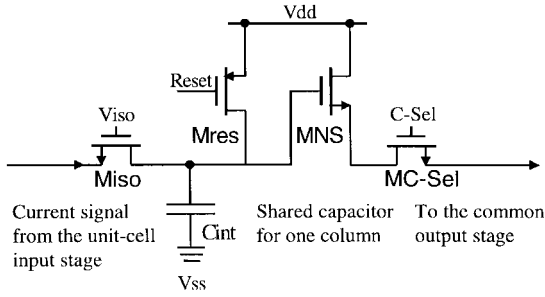 Vdd
Reset
Viso
C-Sel
Mres
MNS
Miso
MC-Sel
Current signal
from the unit-cell
input stage
Cint
Vss
Shared capacitor
for one column
To the common
output stage